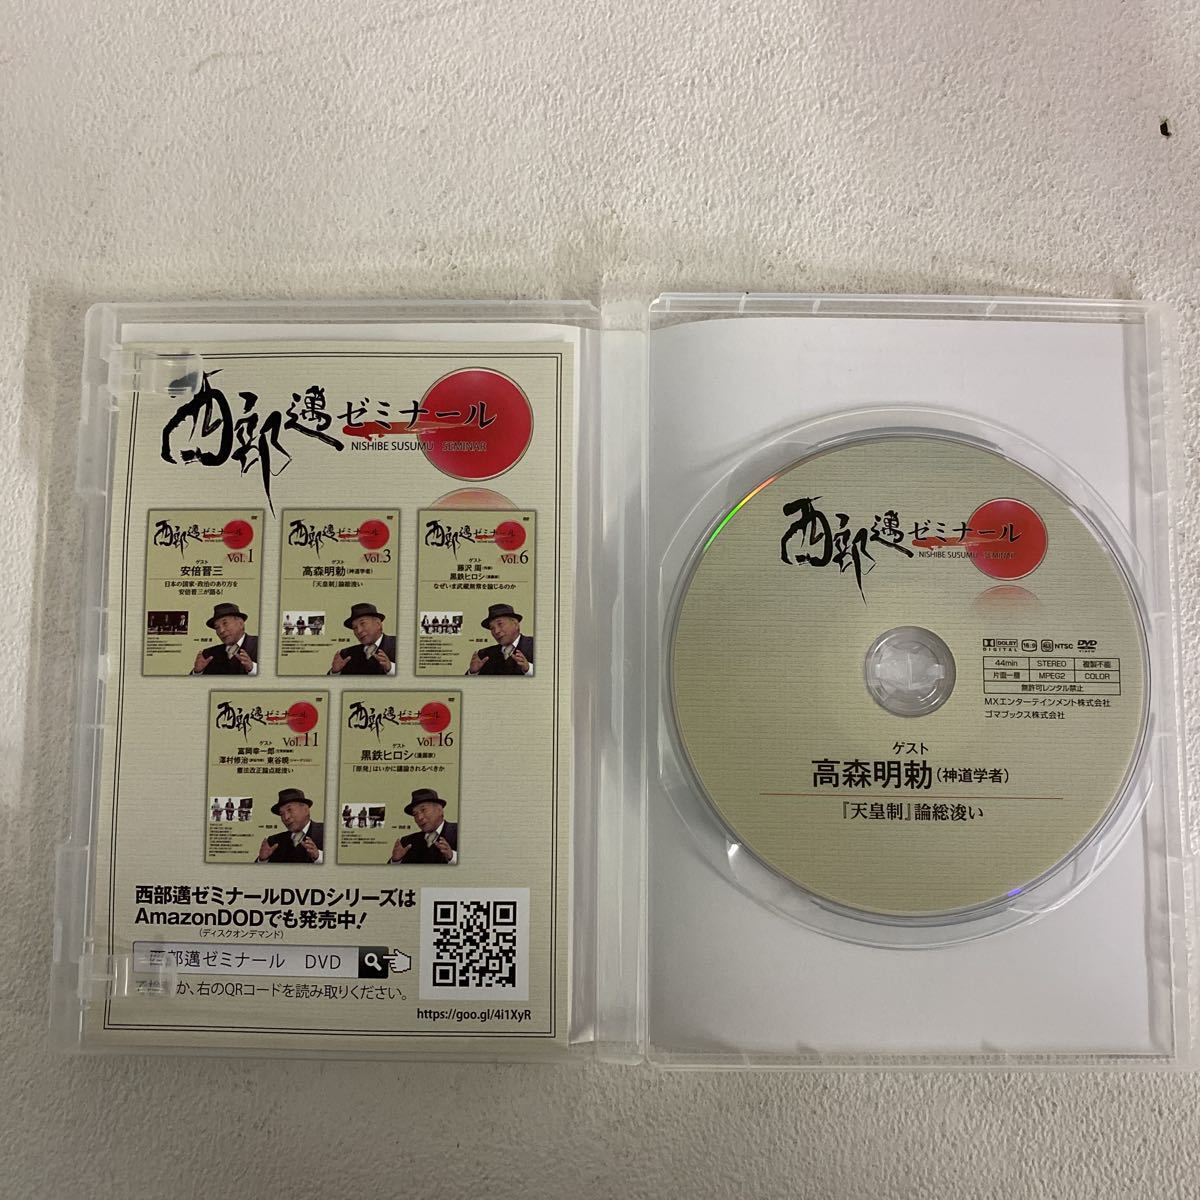 西部邁ゼミナール
NISHIBE SUSUMU SEMINAR
西部邁ゼミナール
Vol.1
ゲスト
安倍晋三
日本の国家・政治のあり方を
安倍晋三が語る!
西部邁ゼミナール
Vol.3
ゲスト
高森明勅(神道学者)
「天皇制」論総浚い
西部邁ゼミナール
Vol.6
ゲスト
藤沢 周
黒鉄ヒロシ
なぜいま武蔵無常を論じるのか
西部邁ゼミナール
Vol.11
ゲスト
富岡幸一郎
澤村修治 東谷暁
憲法改正論点総浚い
西部邁ゼミナール
Vol.16
ゲスト
黒鉄ヒロシ(漫画家)
「原発」はいかに議論されるべきか
西部邁ゼミナールDVDシリーズは
AmazonDODでも発売中!
(ディスクオンデマンド)
西部邁ゼミナール DVD
か、右のQRコードを読み取りください。
https://goo.gl/4i1XyR
西部邁ゼミナール
NISHIBE SUSUMU SEMINAR
DOLBY DIGITAL 16:9 NTSC DVD VIDEO
44min STEREO 複製不能
片面一層 MPEG2 COLOR
無許可レンタル禁止
MXエンターテインメント株式会社
ゴマブックス株式会社
ゲスト
高森明勅(神道学者)
『天皇制』論総浚い